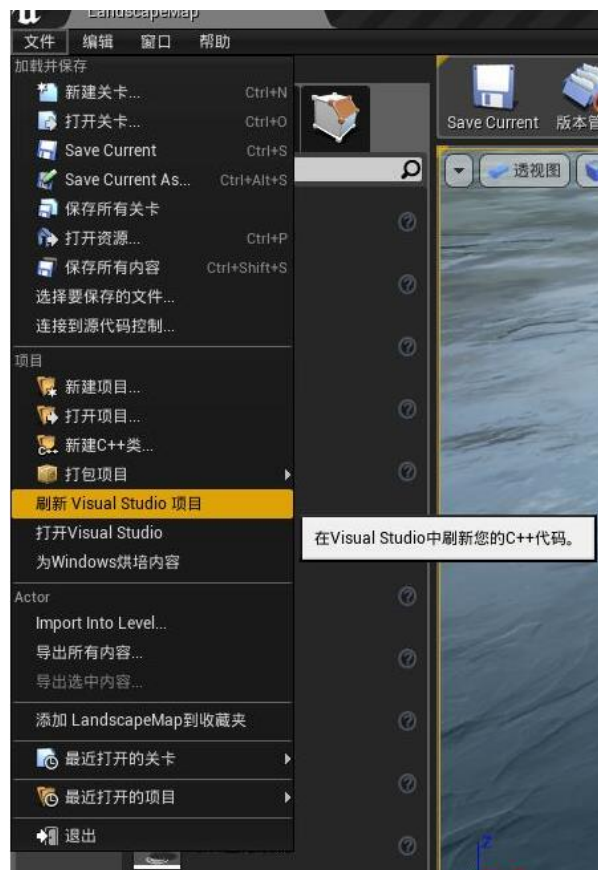 LandscapeMap
文件 编辑 窗口 帮助
加载并保存
新建关卡... Ctrl+N
打开关卡... Ctrl+O
Save Current Ctrl+S
Save Current As... Ctrl+Alt+S
保存所有关卡
打开资源... Ctrl+P
保存所有内容 Ctrl+Shift+S
选择要保存的文件...
连接到源代码控制...
项目
新建项目...
打开项目...
新建C++类...
打包项目
刷新 Visual Studio 项目
打开Visual Studio
为Windows烘培内容
Actor
Import Into Level...
导出所有内容...
导出选中内容...
添加 LandscapeMap到收藏夹
最近打开的关卡
最近打开的项目
退出
Save Current 版本管
透视图
在Visual Studio中刷新您的C++代码。
Z